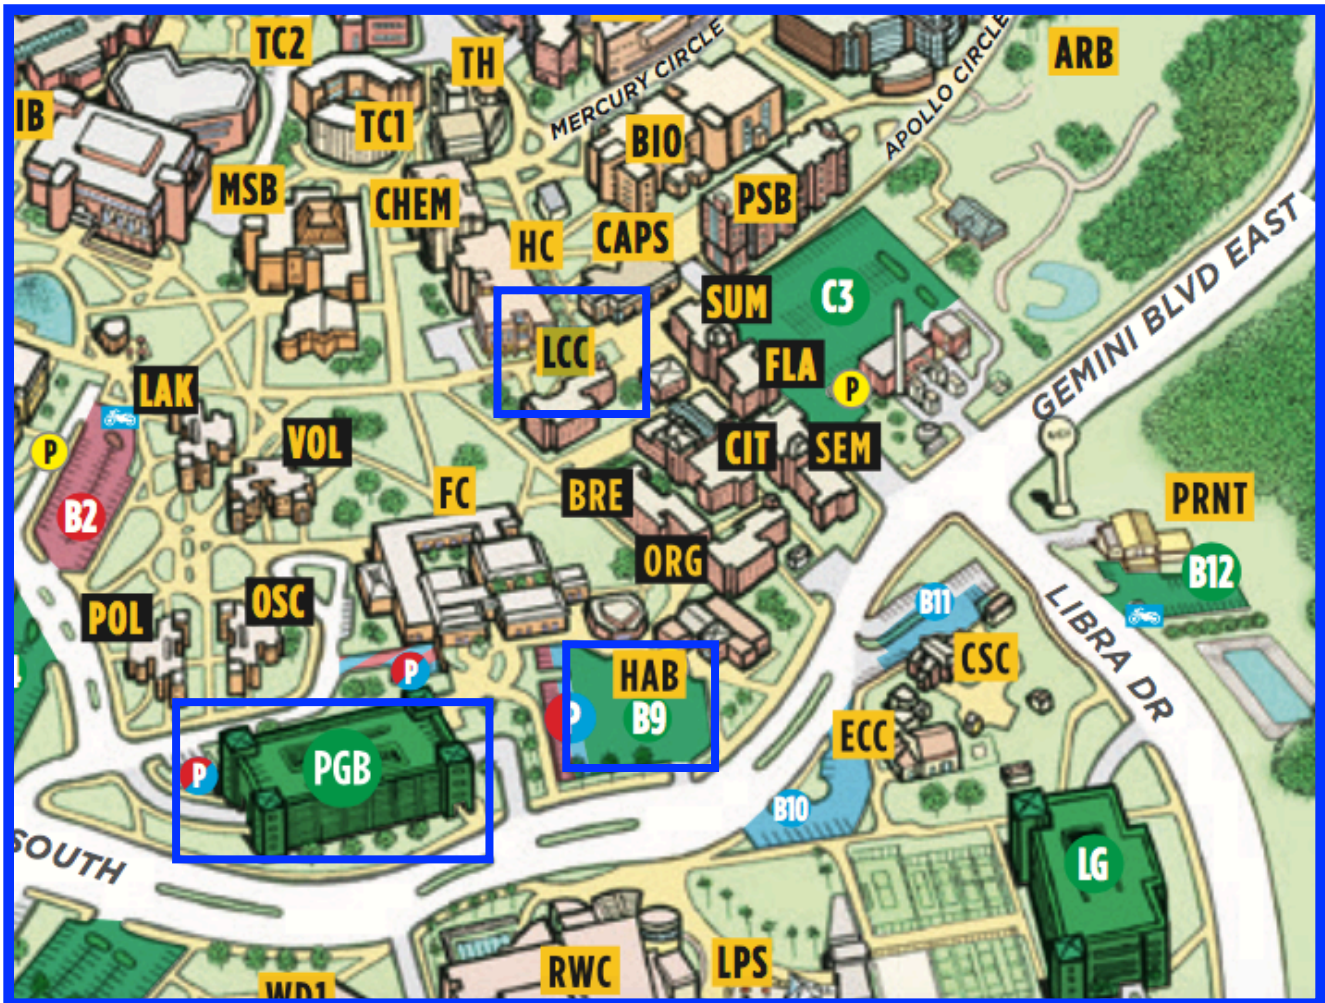 TC2
TH
MERCURY CIRCLE
APOLLO CIRCLE
ARB
IB
TC1
BIO
MSB
CHEM
PSB
HC
CAPS
GEMINI BLVD EAST
SUM
C3
LCC
FLA
P
LAK
VOL
CIT
SEM
P
FC
BRE
PRNT
B2
ORG
B12
POL
OSC
B11
LIBRA DR
CSC
P
HAB
4
P
B9
ECC
PGB
P
B10
SOUTH
LG
RWC
LPS
WD1